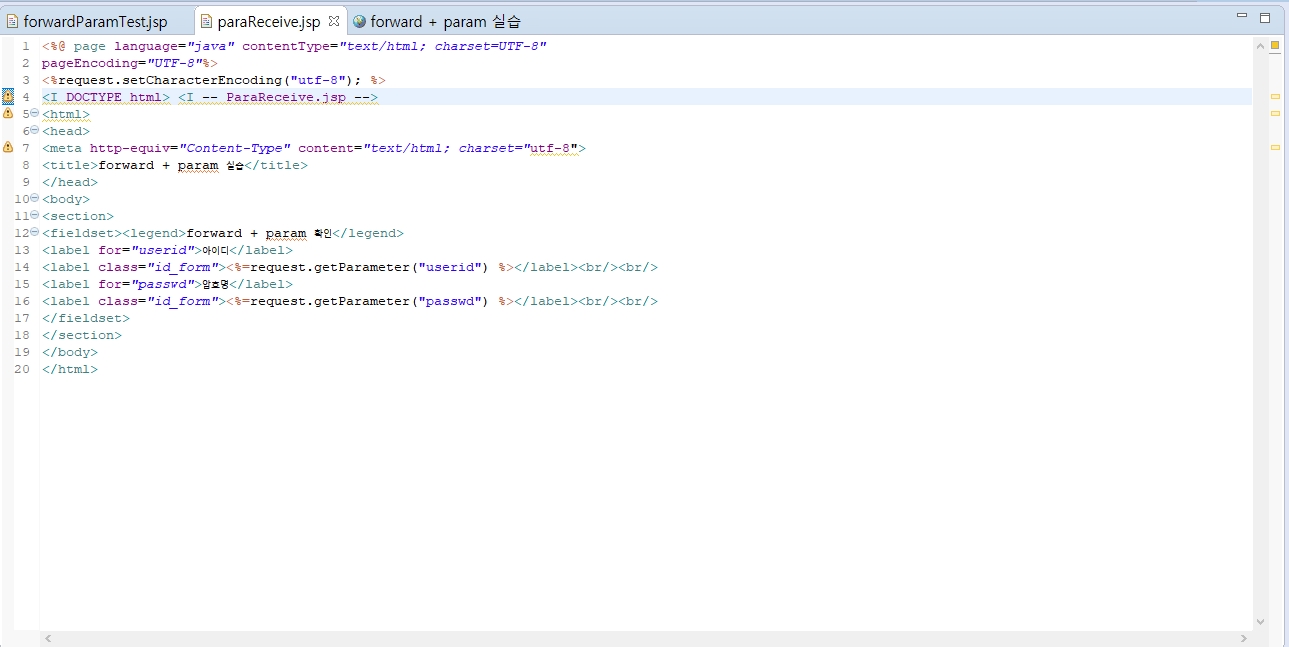 forwardParamTest.jsp paraReceive.jsp forward + param 실습
1 <%@ page language="java" contentType="text/html; charset=UTF-8"
2 pageEncoding="UTF-8"%>
3 <%request.setCharacterEncoding("utf-8"); %>
4 <I DOCTYPE html> <I -- ParaReceive.jsp -->
5 <html>
6 <head>
7 <meta http-equiv="Content-Type" content="text/html; charset="utf-8">
8 <title>forward + param 실습</title>
9 </head>
10 <body>
11 <section>
12 <fieldset><legend>forward + param 확인</legend>
13 <label for="userid">아이디</label>
14 <label class="id_form"><%=request.getParameter("userid") %></label><br/><br/>
15 <label for="passwd">암호명</label>
16 <label class="id_form"><%=request.getParameter("passwd") %></label><br/><br/>
17 </fieldset>
18 </section>
19 </body>
20 </html>